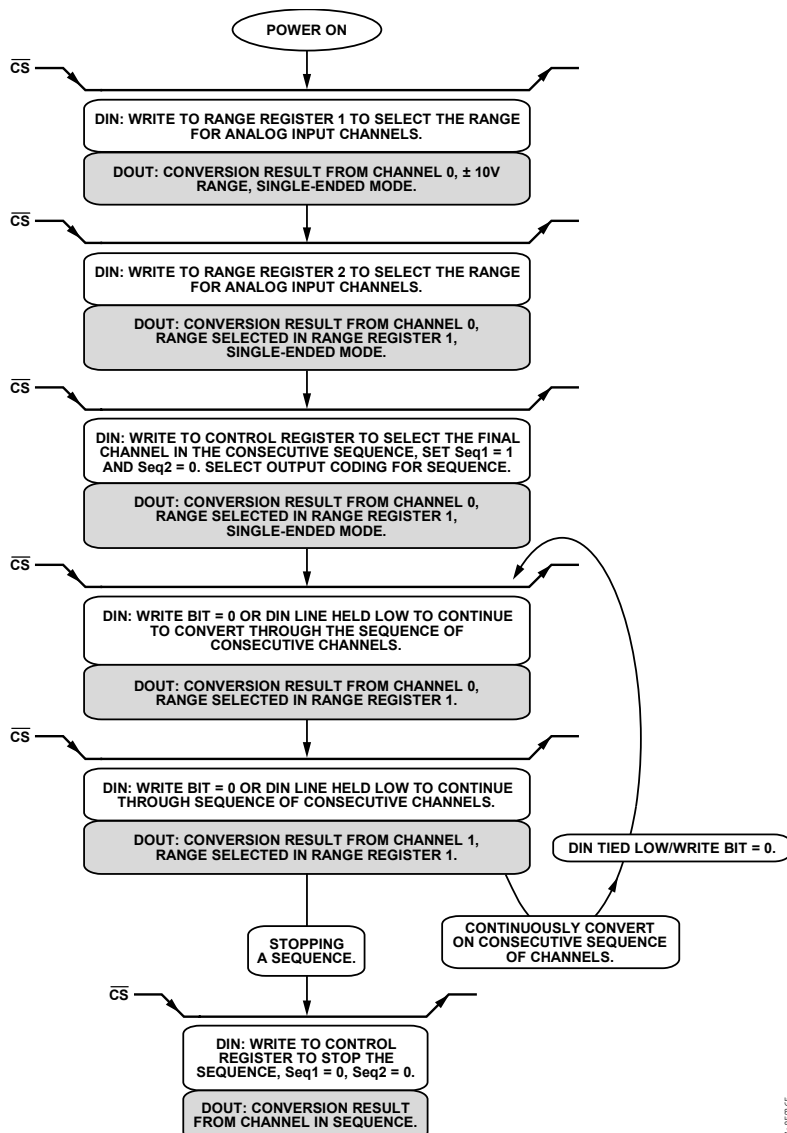 POWER ON
CS
DIN: WRITE TO RANGE REGISTER 1 TO SELECT THE RANGE
FOR ANALOG INPUT CHANNELS.
DOUT: CONVERSION RESULT FROM CHANNEL 0, ± 10V
RANGE, SINGLE-ENDED MODE.
CS
DIN: WRITE TO RANGE REGISTER 2 TO SELECT THE RANGE
FOR ANALOG INPUT CHANNELS.
DOUT: CONVERSION RESULT FROM CHANNEL 0,
RANGE SELECTED IN RANGE REGISTER 1,
SINGLE-ENDED MODE.
CS
DIN: WRITE TO CONTROL REGISTER TO SELECT THE FINAL
CHANNEL IN THE CONSECUTIVE SEQUENCE, SET Seq1 = 1
AND Seq2 = 0. SELECT OUTPUT CODING FOR SEQUENCE.
DOUT: CONVERSION RESULT FROM CHANNEL 0,
RANGE SELECTED IN RANGE REGISTER 1,
SINGLE-ENDED MODE.
CS
DIN: WRITE BIT = 0 OR DIN LINE HELD LOW TO CONTINUE
TO CONVERT THROUGH THE SEQUENCE OF
CONSECUTIVE CHANNELS.
DOUT: CONVERSION RESULT FROM CHANNEL 0,
RANGE SELECTED IN RANGE REGISTER 1.
CS
DIN: WRITE BIT = 0 OR DIN LINE HELD LOW TO CONTINUE
THROUGH SEQUENCE OF CONSECUTIVE CHANNELS.
DOUT: CONVERSION RESULT FROM CHANNEL 1,
RANGE SELECTED IN RANGE REGISTER 1.
DIN TIED LOW/WRITE BIT = 0.
CONTINUOUSLY CONVERT
ON CONSECUTIVE SEQUENCE
OF CHANNELS.
STOPPING
A SEQUENCE.
CS
DIN: WRITE TO CONTROL
REGISTER TO STOP THE
SEQUENCE, Seq1 = 0, Seq2 = 0.
DOUT: CONVERSION RESULT
FROM CHANNEL IN SEQUENCE.